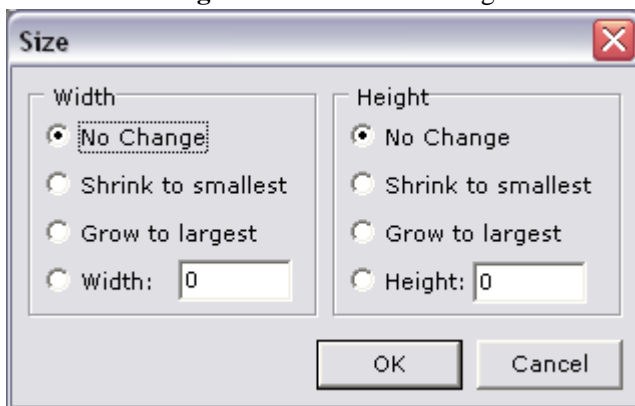 Size
Width
No Change
Shrink to smallest
Grow to largest
Width: 0
Height
No Change
Shrink to smallest
Grow to largest
Height: 0
OK
Cancel